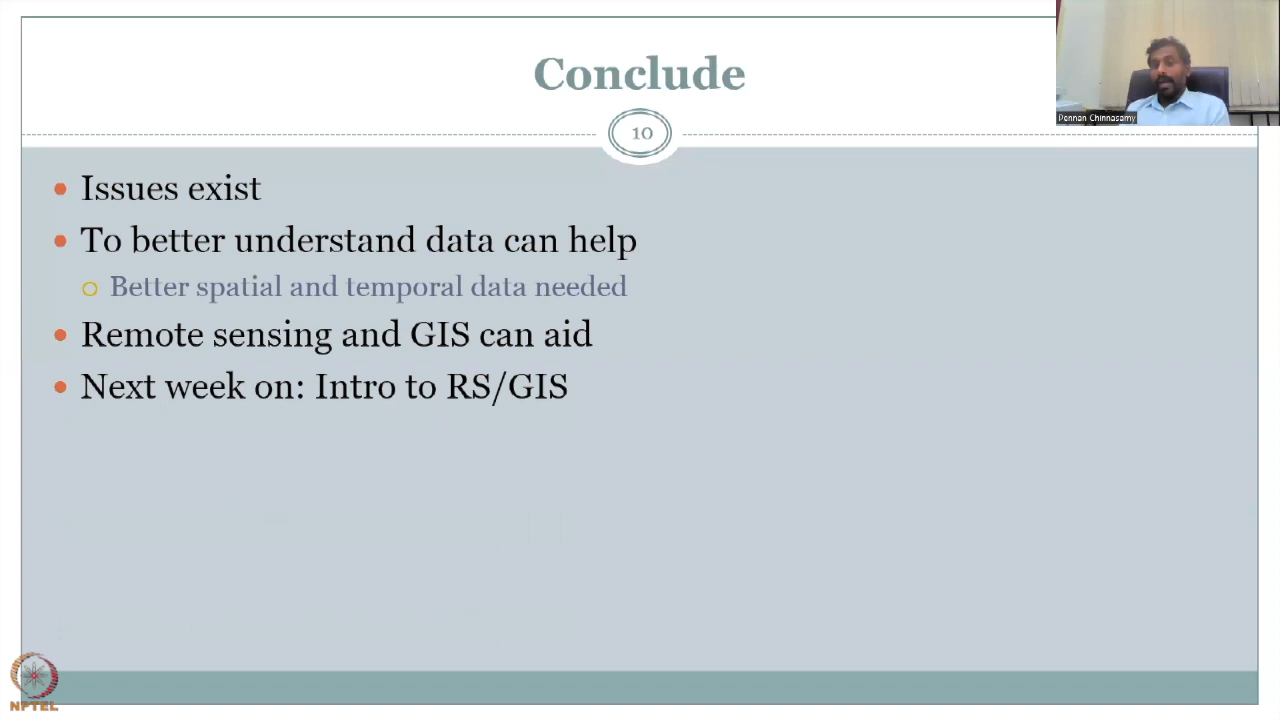 Conclude
Pennan Chinnasamy
10
Issues exist
To better understand data can help
Better spatial and temporal data needed
Remote sensing and GIS can aid
Next week on: Intro to RS/GIS
NPTEL